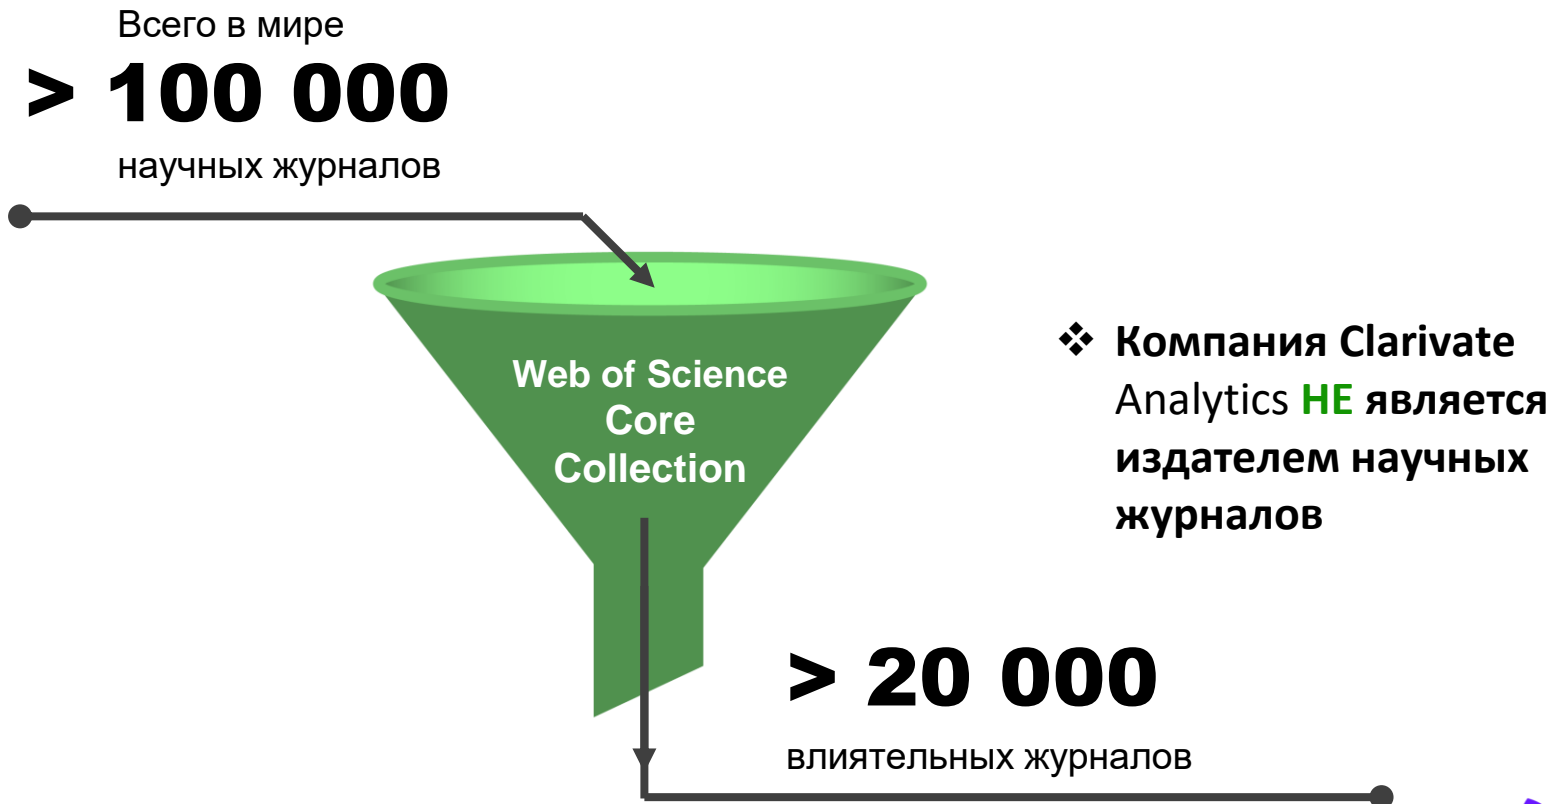 Всего в мире
> 100 000
научных журналов
Web of Science
Core
Collection
❖ Компания Clarivate
Analytics НЕ является
издателем научных
журналов
> 20 000
влиятельных журналов